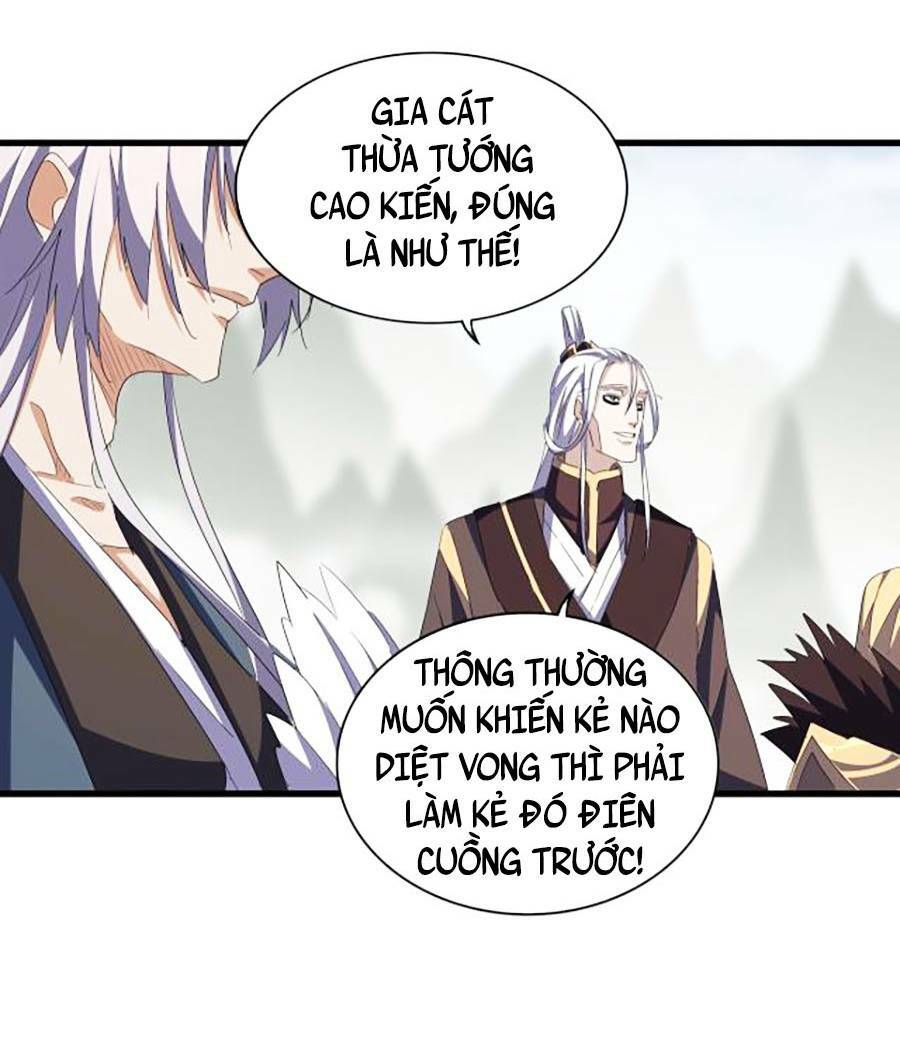 GIA CÁT
THỪA TƯỚNG
CAO KIẾN, ĐÚNG
LÀ NHƯ THẾ!
THÔNG THƯỜNG
MUỐN KHIẾN KẺ NÀO
DIỆT VONG THÌ PHẢI
LÀM KẺ ĐÓ ĐIÊN
CUỒNG TRƯỚC!